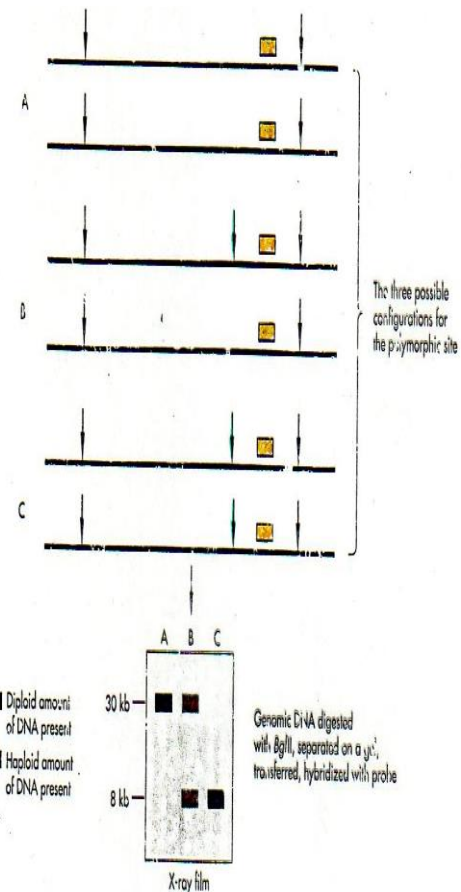 A
B
C
The three possible
configurations for
the polymorphic site
A B C
Diploid amount
of DNA present
Haploid amount
of DNA present
30 kb
8 kb
Genomic DNA digested
with BglII, separated on a gel,
transferred, hybridized with probe
X-ray film